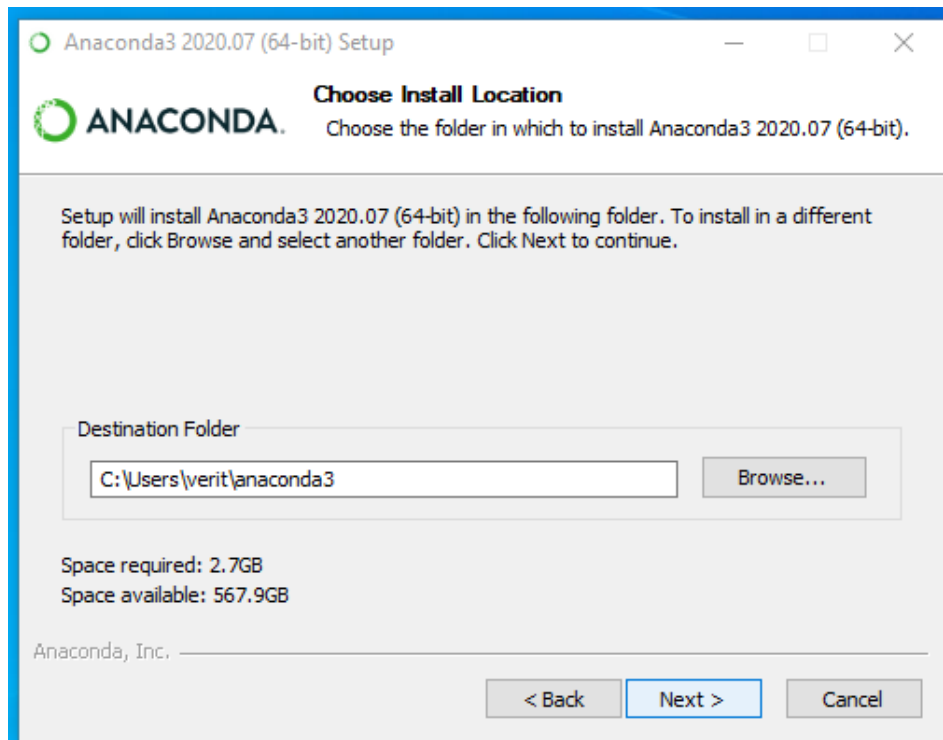 Anaconda3 2020.07 (64-bit) Setup
ANACONDA.
Choose Install Location
Choose the folder in which to install Anaconda3 2020.07 (64-bit).
Setup will install Anaconda3 2020.07 (64-bit) in the following folder. To install in a different
folder, click Browse and select another folder. Click Next to continue.
Destination Folder
C:\Users\verit\anaconda3
Browse...
Space required: 2.7GB
Space available: 567.9GB
Anaconda, Inc.
< Back
Next >
Cancel